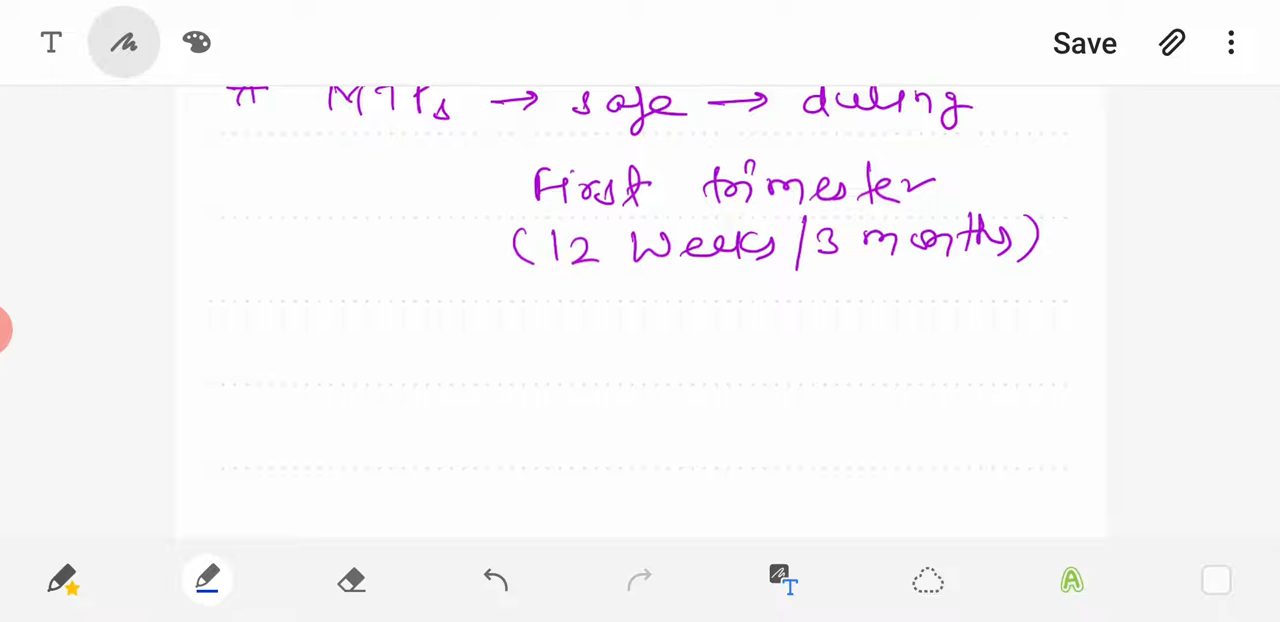 Save
MTPs → safe → during
First trimester
(12 weeks/3 months)